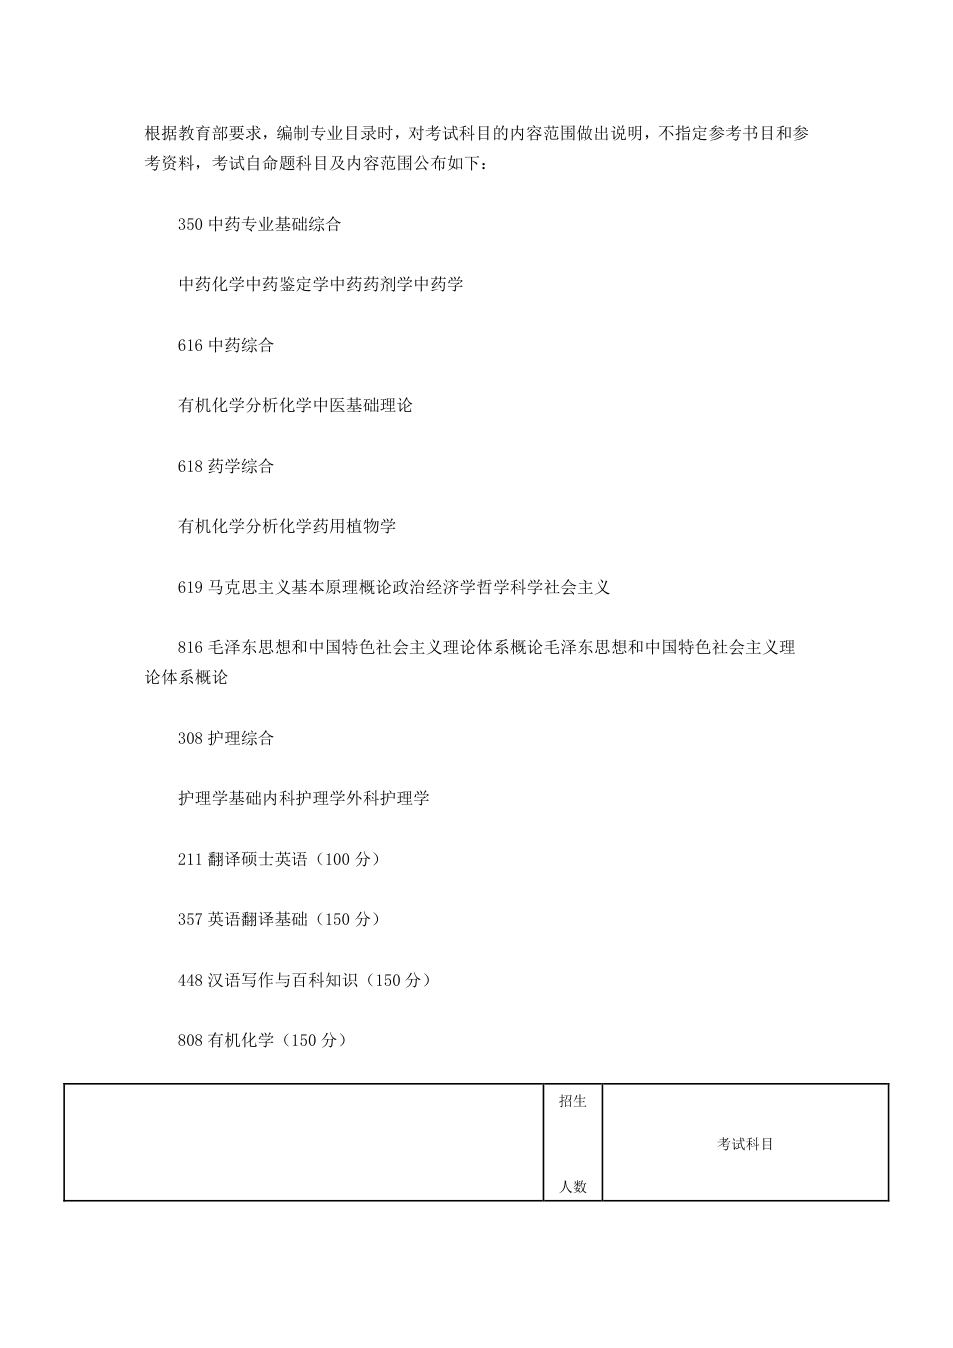 根据教育部要求，编制专业目录时，对考试科目的内容范围做出说明，不指定参考书目和参
考资料，考试自命题科目及内容范围公布如下：
350 中药专业基础综合
中药化学中药鉴定学中药药剂学中药学
616 中药综合
有机化学分析化学中医基础理论
618 药学综合
有机化学分析化学药用植物学
619 马克思主义基本原理概论政治经济学哲学科学社会主义
816 毛泽东思想和中国特色社会主义理论体系概论毛泽东思想和中国特色社会主义理
论体系概论
308 护理综合
护理学基础内科护理学外科护理学
211 翻译硕士英语（100 分）
357 英语翻译基础（150 分）
448 汉语写作与百科知识（150 分）
808 有机化学（150 分）
招生
人数
考试科目